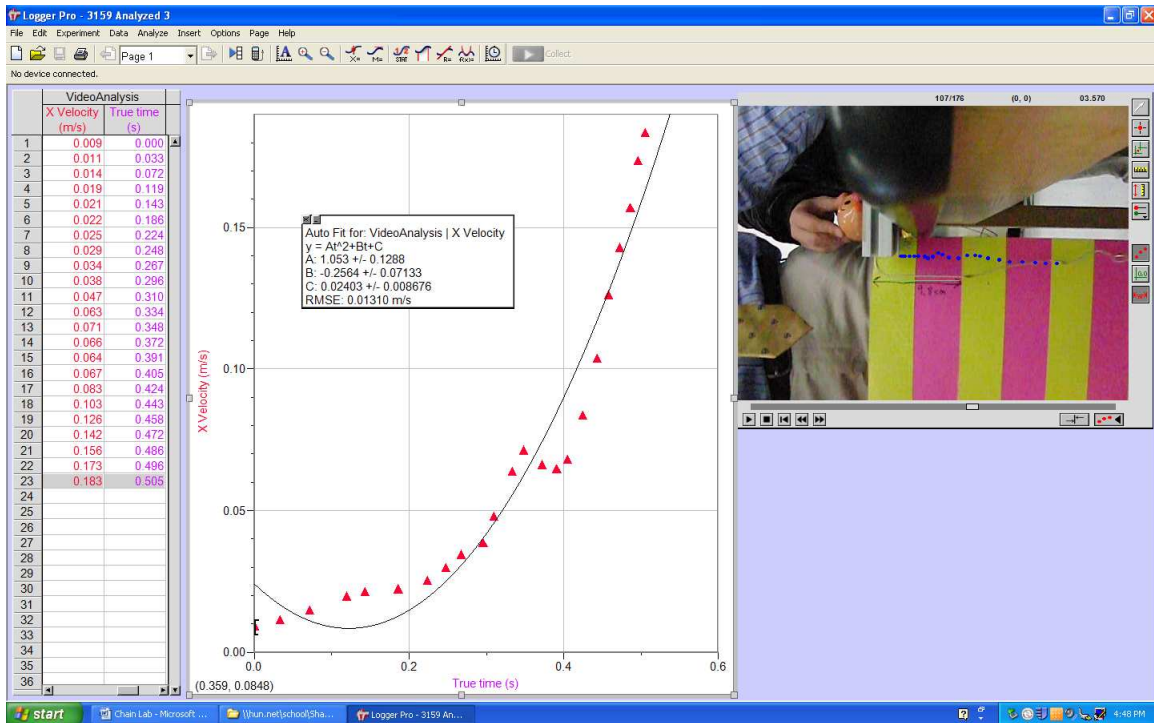 Logger Pro - 3159 Analyzed 3
File Edit Experiment Data Analyze Insert Options Page Help
Page 1
X= M= STAT R= f(x)= Collect
No device connected.
VideoAnalysis
X Velocity True time
(m/s) (s)
1 0.009 0.000
2 0.011 0.033
3 0.014 0.072
4 0.019 0.119
5 0.021 0.143
6 0.022 0.186
7 0.025 0.224
8 0.029 0.248
9 0.034 0.267
10 0.038 0.296
11 0.047 0.310
12 0.063 0.334
13 0.071 0.348
14 0.066 0.372
15 0.064 0.391
16 0.067 0.405
17 0.083 0.424
18 0.103 0.443
19 0.126 0.458
20 0.142 0.472
21 0.156 0.486
22 0.173 0.496
23 0.183 0.505
24
25
26
27
28
29
30
31
32
33
34
35
36
0.15
0.10
0.05
0.00
X Velocity (m/s)
Auto Fit for: VideoAnalysis | X Velocity
y = At^2+Bt+C
A: 1.053 +/- 0.1288
B: -0.2564 +/- 0.07133
C: 0.02403 +/- 0.008676
RMSE: 0.01310 m/s
0.0 0.2 0.4 0.6
True time (s)
(0.359, 0.0848)
107/176 (0, 0) 03.570
9.8cm
start
Chain Lab - Microsoft ...
\\hun.net\school\Sha...
Logger Pro - 3159 An...
4:48 PM